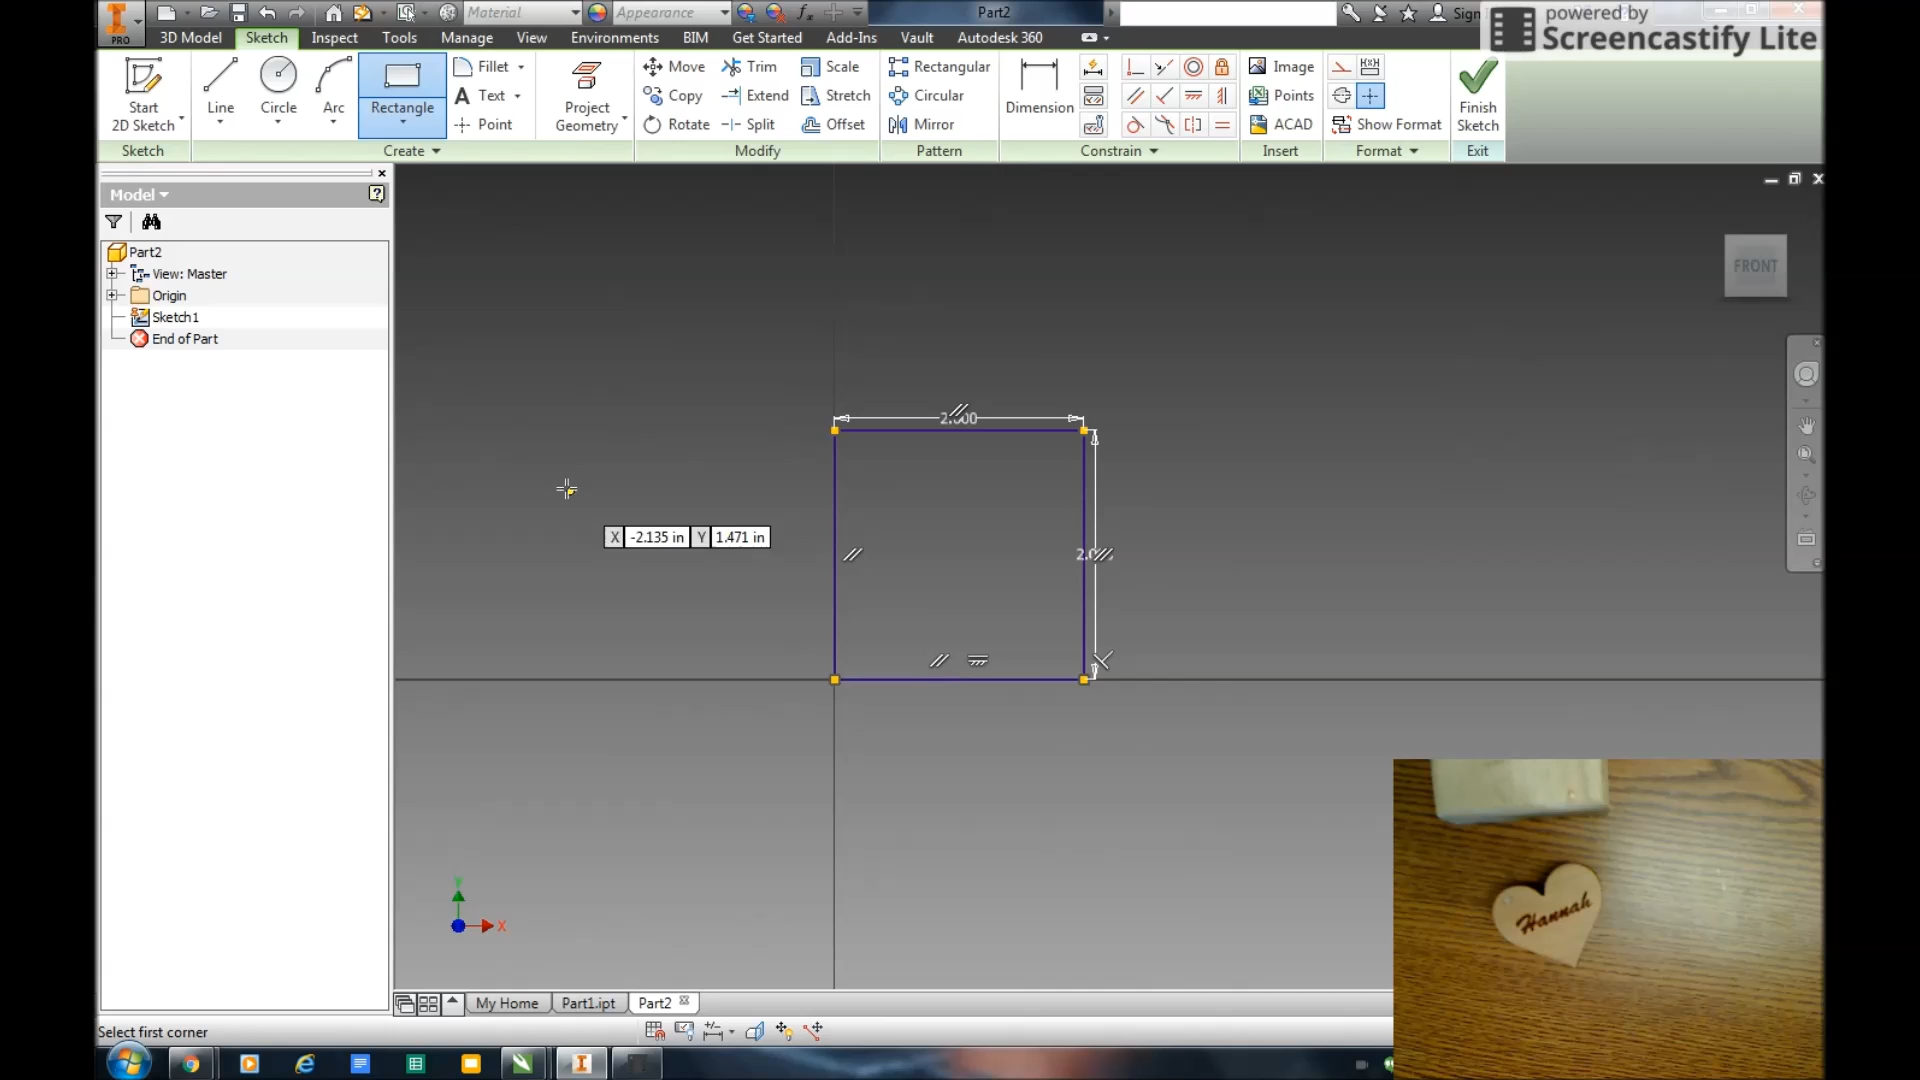 Material
Appearance
Part2
Sign
powered by
Screencastify Lite
PRO
3D Model
Sketch
Inspect
Tools
Manage
View
Environments
BIM
Get Started
Add-Ins
Vault
Autodesk 360
Start
2D Sketch
Line
Circle
Arc
Rectangle
Fillet
Text
Point
Project
Geometry
Move
Copy
Rotate
Trim
Extend
Split
Scale
Stretch
Offset
Rectangular
Circular
Mirror
Dimension
Image
Points
ACAD
Show Format
Finish
Sketch
Sketch
Create
Modify
Pattern
Constrain
Insert
Format
Exit
Model
Part2
View: Master
Origin
Sketch1
End of Part
FRONT
X -2.135 in Y 1.471 in
Y
X
Hannah
My Home
Part1.ipt
Part2
Select first corner